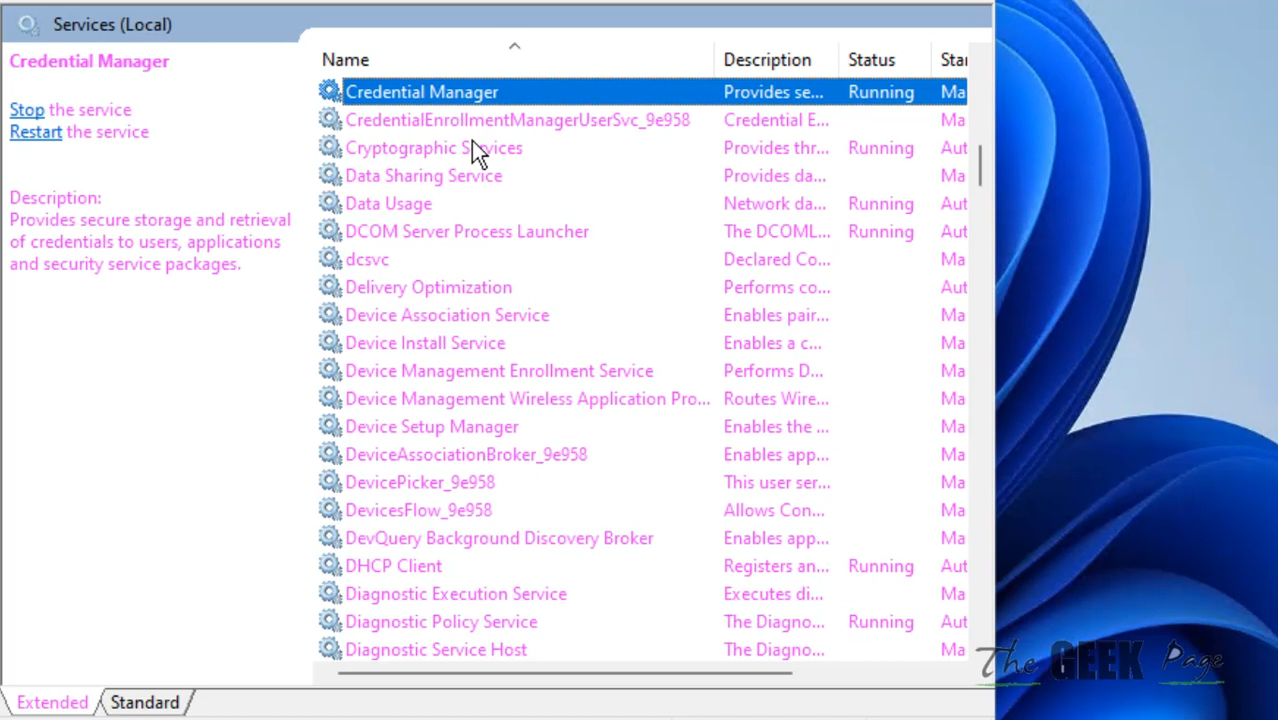 Services (Local)
Credential Manager
Stop the service
Restart the service
Description:
Provides secure storage and retrieval
of credentials to users, applications
and security service packages.
Name Description Status Star
Credential Manager Provides se... Running Ma
CredentialEnrollmentManagerUserSvc_9e958 Credential E... Ma
Cryptographic Services Provides thr... Running Aut
Data Sharing Service Provides da... Ma
Data Usage Network da... Running Aut
DCOM Server Process Launcher The DCOML... Running Aut
dcsvc Declared Co... Ma
Delivery Optimization Performs co... Aut
Device Association Service Enables pair... Ma
Device Install Service Enables a c... Ma
Device Management Enrollment Service Performs D... Ma
Device Management Wireless Application Pro... Routes Wire... Ma
Device Setup Manager Enables the ... Ma
DeviceAssociationBroker_9e958 Enables app... Ma
DevicePicker_9e958 This user ser... Ma
DevicesFlow_9e958 Allows Con... Ma
DevQuery Background Discovery Broker Enables app... Ma
DHCP Client Registers an... Running Aut
Diagnostic Execution Service Executes di... Ma
Diagnostic Policy Service The Diagno... Running Aut
Diagnostic Service Host The Diagno... Ma
The GEEK Page
Extended Standard